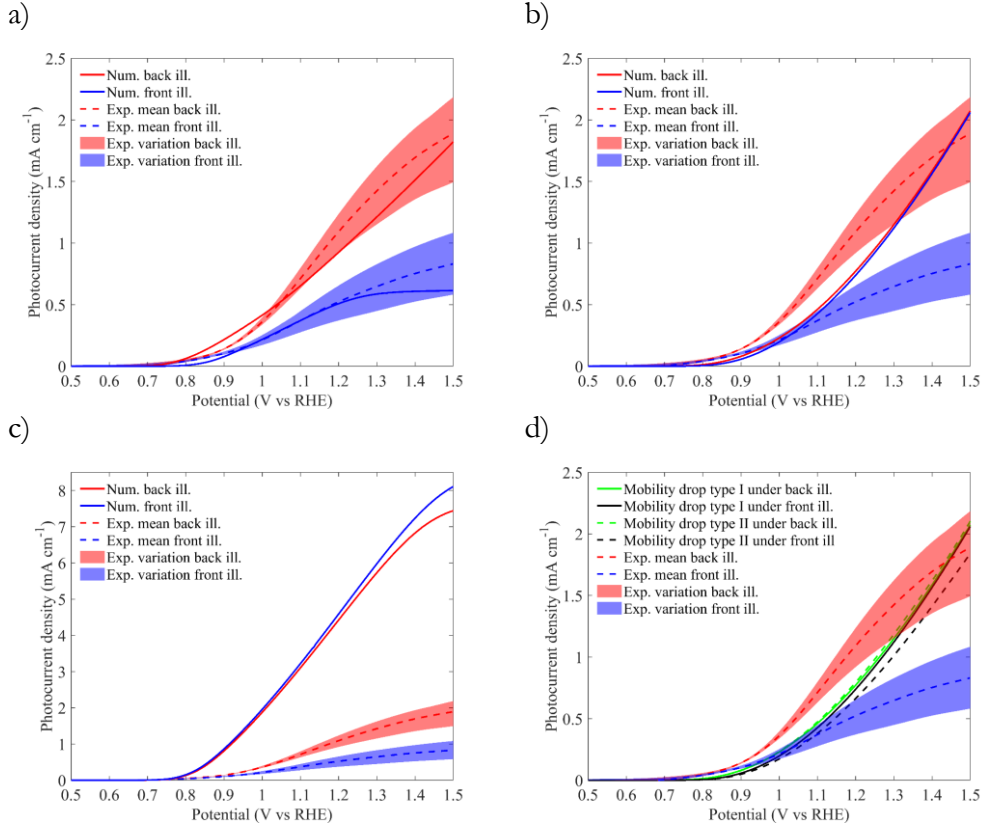 a)
2.5
2
1.5
1
0.5
0
Photocurrent density (mA cm⁻¹)
Num. back ill.
Num. front ill.
Exp. mean back ill.
Exp. mean front ill.
Exp. variation back ill.
Exp. variation front ill.
0.5 0.6 0.7 0.8 0.9 1 1.1 1.2 1.3 1.4 1.5
Potential (V vs RHE)
b)
2.5
2
1.5
1
0.5
0
Photocurrent density (mA cm⁻¹)
Num. back ill.
Num. front ill.
Exp. mean back ill.
Exp. mean front ill.
Exp. variation back ill.
Exp. variation front ill.
0.5 0.6 0.7 0.8 0.9 1 1.1 1.2 1.3 1.4 1.5
Potential (V vs RHE)
c)
8
7
6
5
4
3
2
1
0
Photocurrent density (mA cm⁻¹)
Num. back ill.
Num. front ill.
Exp. mean back ill.
Exp. mean front ill.
Exp. variation back ill.
Exp. variation front ill.
0.5 0.6 0.7 0.8 0.9 1 1.1 1.2 1.3 1.4 1.5
Potential (V vs RHE)
d)
2.5
2
1.5
1
0.5
0
Photocurrent density (mA cm⁻¹)
Mobility drop type I under back ill.
Mobility drop type I under front ill.
Mobility drop type II under back ill.
Mobility drop type II under front ill
Exp. mean back ill.
Exp. mean front ill.
Exp. variation back ill.
Exp. variation front ill.
0.5 0.6 0.7 0.8 0.9 1 1.1 1.2 1.3 1.4 1.5
Potential (V vs RHE)